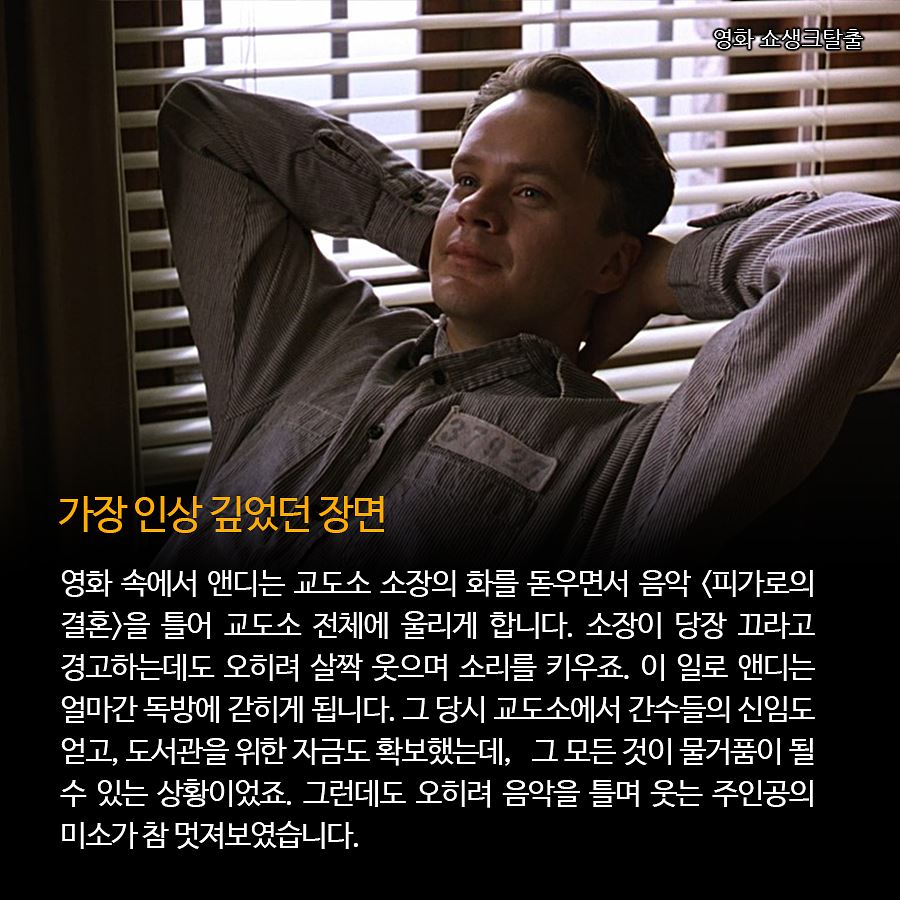 영화 쇼생크탈출
가장 인상 깊었던 장면
영화 속에서 앤디는 교도소 소장의 화를 돋우면서 음악 <피가로의
결혼>을 틀어 교도소 전체에 울리게 합니다. 소장이 당장 끄라고
경고하는데도 오히려 살짝 웃으며 소리를 키우죠. 이 일로 앤디는
얼마간 독방에 갇히게 됩니다. 그 당시 교도소에서 간수들의 신임도
얻고, 도서관을 위한 자금도 확보했는데, 그 모든 것이 물거품이 될
수 있는 상황이었죠. 그런데도 오히려 음악을 틀며 웃는 주인공의
미소가 참 멋져보였습니다.